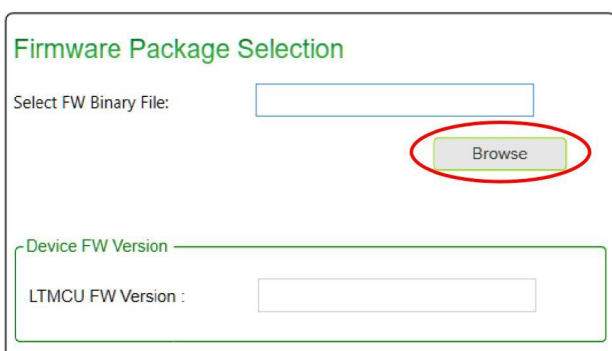 Firmware Package Selection
Select FW Binary File:
Browse
Device FW Version
LTMCU FW Version :